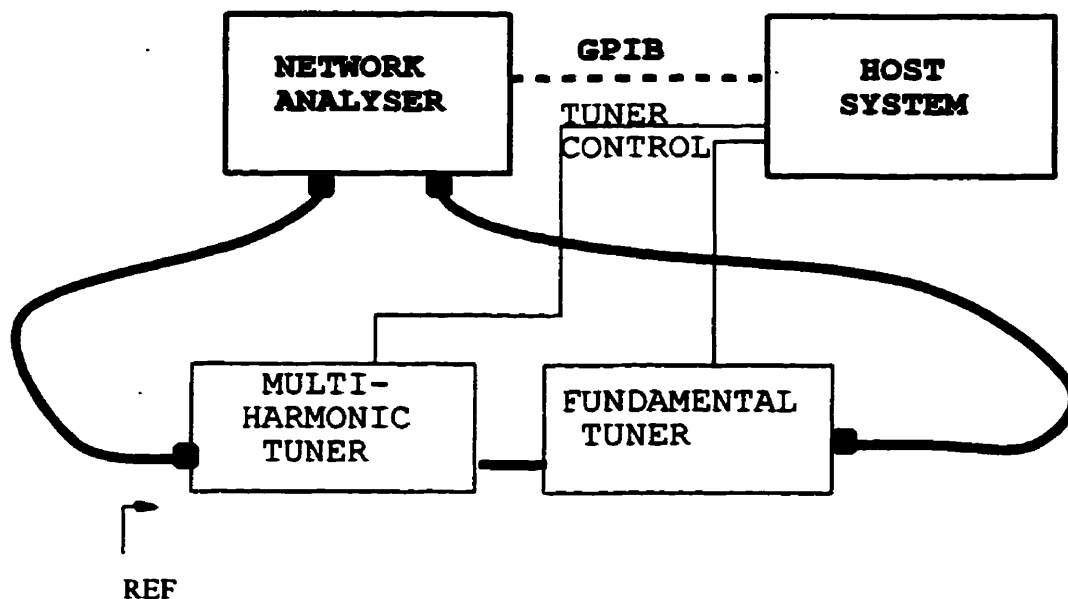 NETWORK
ANALYSER
GPIB
HOST
SYSTEM
TUNER
CONTROL
MULTI-
HARMONIC
TUNER
FUNDAMENTAL
TUNER
REF